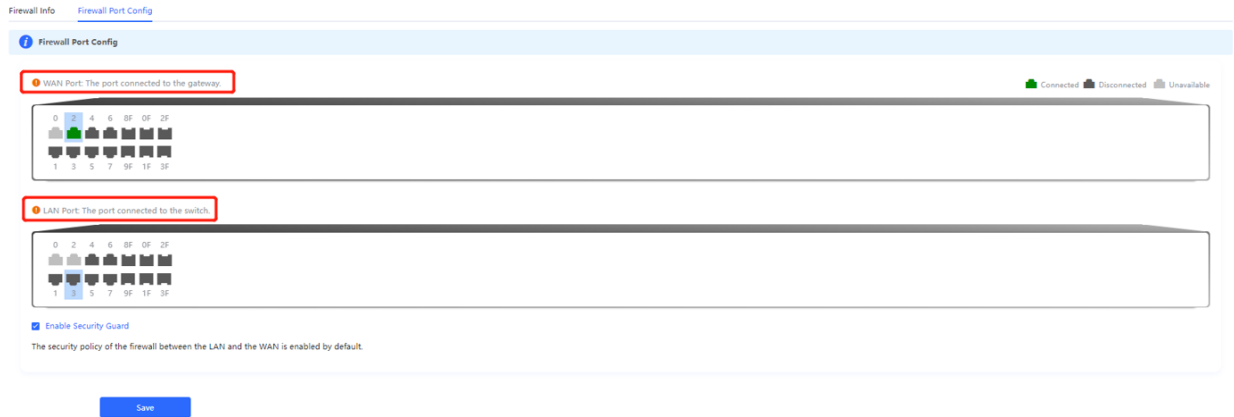 Firewall Info Firewall Port Config
Firewall Port Config
WAN Port: The port connected to the gateway.
Connected Disconnected Unavailable
0 2 4 6 8F 0F 2F
1 3 5 7 9F 1F 3F
LAN Port: The port connected to the switch.
0 2 4 6 8F 0F 2F
1 3 5 7 9F 1F 3F
Enable Security Guard
The security policy of the firewall between the LAN and the WAN is enabled by default.
Save